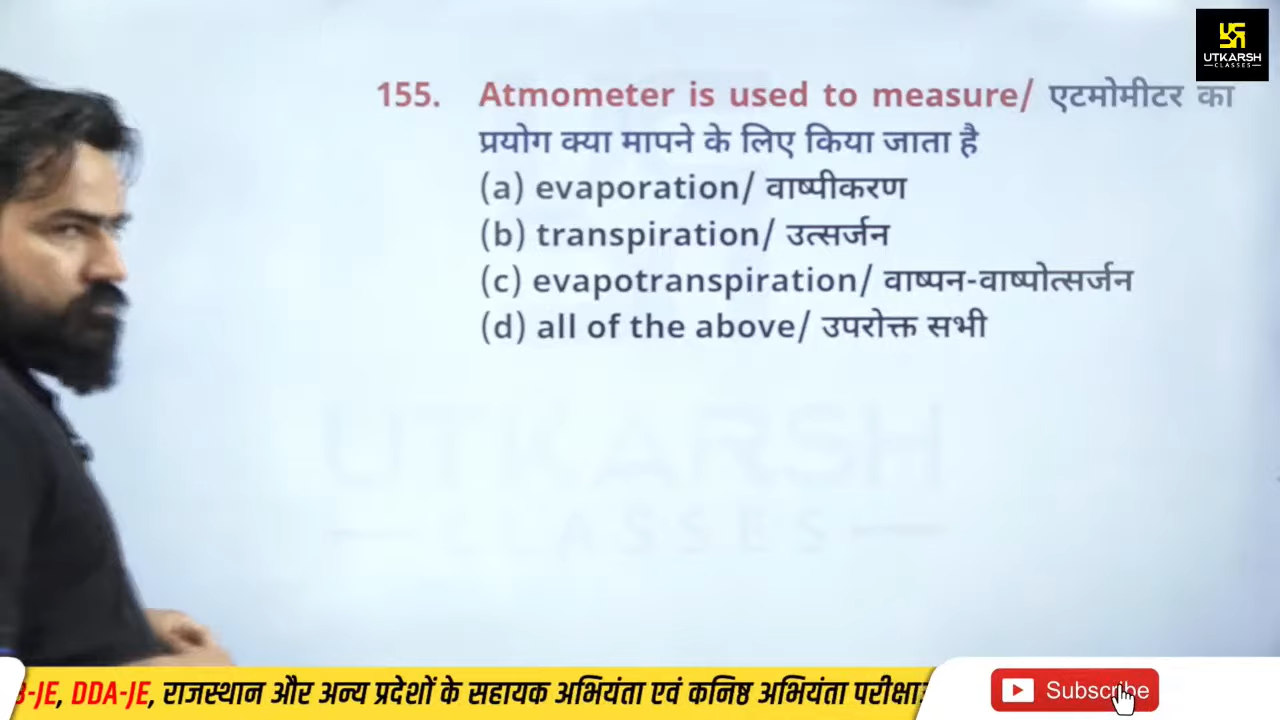 UTKARSH
CLASSES
155. Atmometer is used to measure/ एटमोमीटर का
प्रयोग क्या मापने के लिए किया जाता है
(a) evaporation/ वाष्पीकरण
(b) transpiration/ उत्सर्जन
(c) evapotranspiration/ वाष्पन-वाष्पोत्सर्जन
(d) all of the above/ उपरोक्त सभी
UTKARSH
CLASSES
-JE, DDA-JE, राजस्थान और अन्य प्रदेशों के सहायक अभियंता एवं कनिष्ठ अभियंता
Subscribe